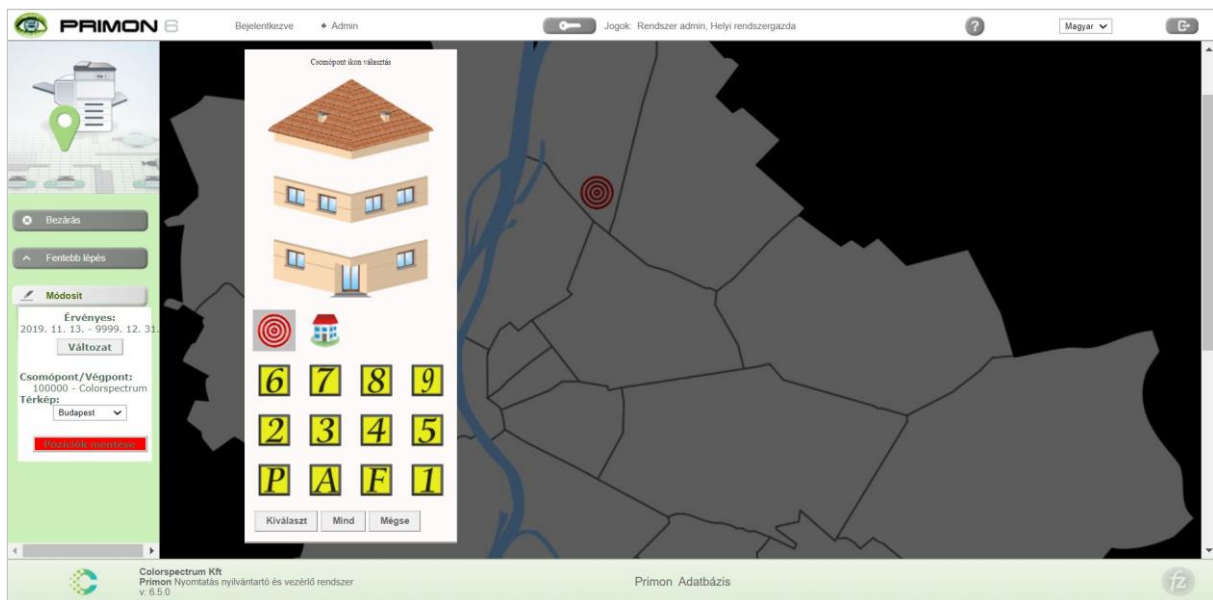 PRIMON 6
Bejelentkezve Admin
Jogok: Rendszer admin, Helyi rendszergazda
?
Magyar
Bezárás
Fentebb lépés
Módosít
Érvényes:
2019. 11. 13. - 9999. 12. 31.
Változat
Csomópont/Végpont:
100000 - Colorspectrum
Térkép:
Budapest
Pozíciók mentése
Csomópont ikon választás
6 7 8 9
2 3 4 5
P A F 1
Kiválaszt Mind Mégse
Colorspectrum Kft
Primon Nyomtatás nyilvántartó és vezérlő rendszer
v: 6.5.0
Primon Adatbázis
fz